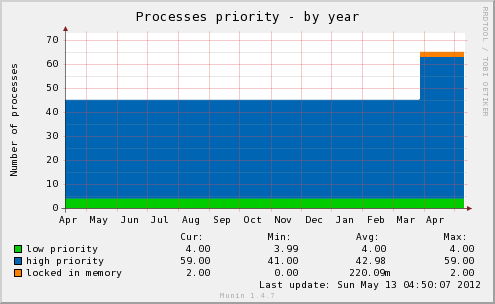 Processes priority - by year
RRDTOOL / TOBI OETIKER
Number of processes
70
60
50
40
30
20
10
0
Apr May Jun Jul Aug Sep Oct Nov Dec Jan Feb Mar Apr
Cur: Min: Avg: Max:
low priority 4.00 3.99 4.00 4.00
high priority 59.00 41.00 42.98 59.00
locked in memory 2.00 0.00 220.09m 2.00
Last update: Sun May 13 04:50:07 2012
Munin 1.4.7